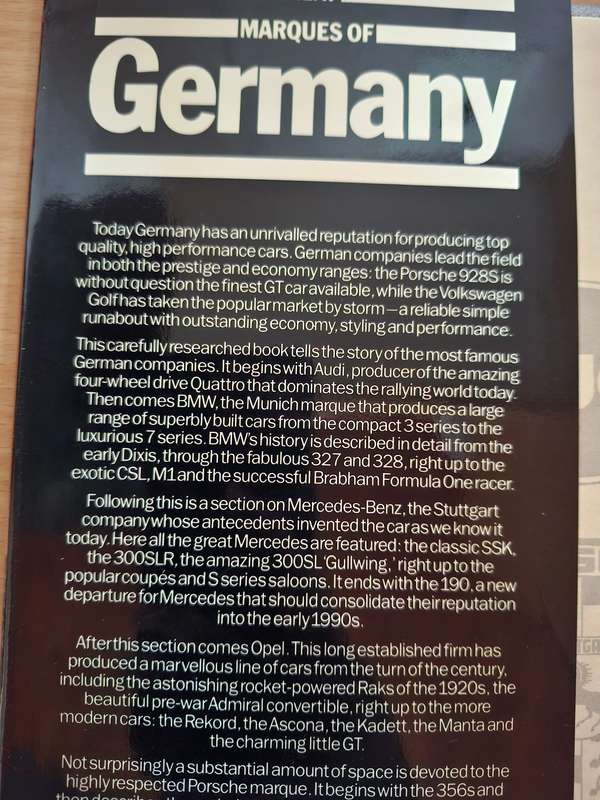 MARQUES OF
Germany
Today Germany has an unrivalled reputation for producing top
quality, high performance cars. German companies lead the field
in both the prestige and economy ranges: the Porsche 928S is
without question the finest GT car available, while the Volkswagen
Golf has taken the popular market by storm — a reliable simple
runabout with outstanding economy, styling and performance.
This carefully researched book tells the story of the most famous
German companies. It begins with Audi, producer of the amazing
four-wheel drive Quattro that dominates the rallying world today.
Then comes BMW, the Munich marque that produces a large
range of superbly built cars from the compact 3 series to the
luxurious 7 series. BMW's history is described in detail from the
early Dixis, through the fabulous 327 and 328, right up to the
exotic CSL, M1 and the successful Brabham Formula One racer.
Following this is a section on Mercedes-Benz, the Stuttgart
company whose antecedents invented the car as we know it
today. Here all the great Mercedes are featured: the classic SSK,
the 300SLR, the amazing 300SL 'Gullwing,' right up to the
popular coupés and S series saloons. It ends with the 190, a new
departure for Mercedes that should consolidate their reputation
into the early 1990s.
After this section comes Opel. This long established firm has
produced a marvellous line of cars from the turn of the century,
including the astonishing rocket-powered Raks of the 1920s, the
beautiful pre-war Admiral convertible, right up to the more
modern cars: the Rekord, the Ascona, the Kadett, the Manta and
the charming little GT.
Not surprisingly a substantial amount of space is devoted to the
highly respected Porsche marque. It begins with the 356s and